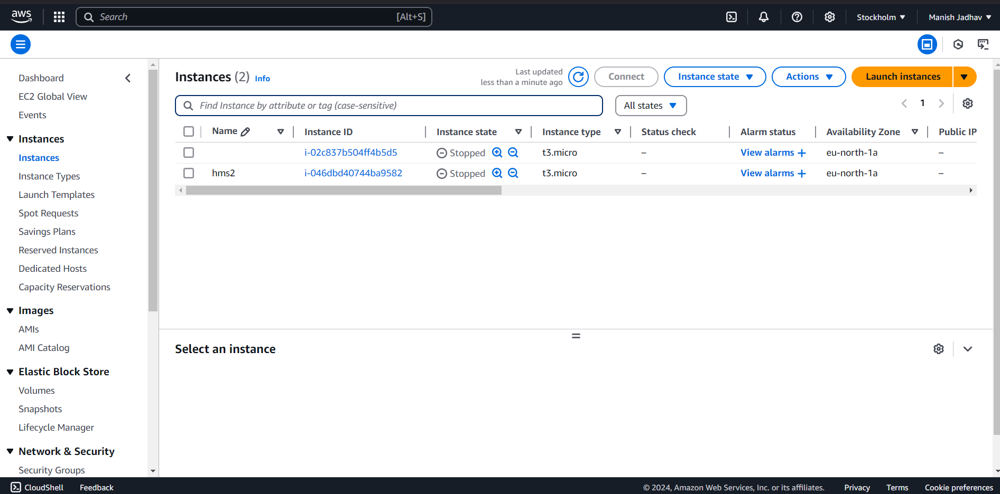 aws
Search [Alt+S]
Stockholm
Manish Jadhav
Dashboard
EC2 Global View
Events
Instances
Instances
Instance Types
Launch Templates
Spot Requests
Savings Plans
Reserved Instances
Dedicated Hosts
Capacity Reservations
Images
AMIs
AMI Catalog
Elastic Block Store
Volumes
Snapshots
Lifecycle Manager
Network & Security
Security Groups
Instances (2) Info
Last updated
less than a minute ago
Connect
Instance state
Actions
Launch instances
Find Instance by attribute or tag (case-sensitive)
All states
1
Name Instance ID Instance state Instance type Status check Alarm status Availability Zone Public IP
i-02c837b504ff4b5d5 Stopped t3.micro – View alarms + eu-north-1a –
hms2 i-046dbd40744ba9582 Stopped t3.micro – View alarms + eu-north-1a –
Select an instance
CloudShell Feedback © 2024, Amazon Web Services, Inc. or its affiliates. Privacy Terms Cookie preferences